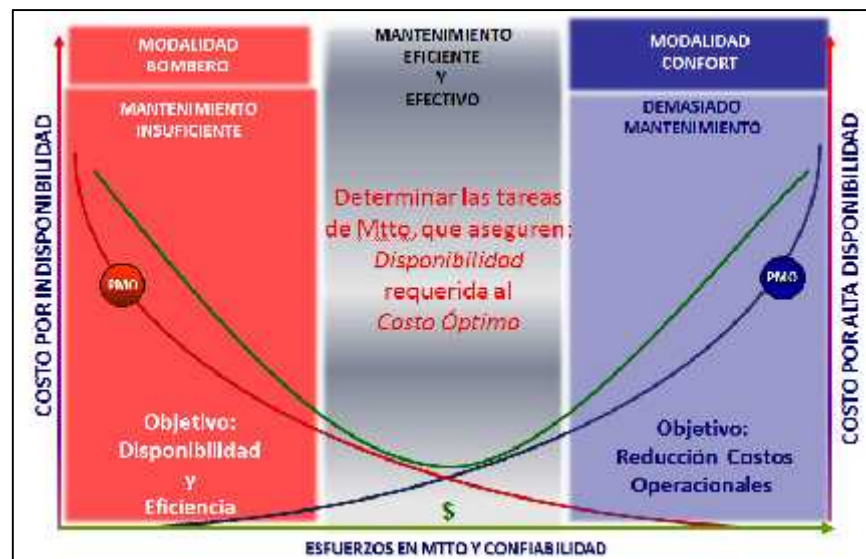 MODALIDAD
BOMBERO
MANTENIMIENTO
INSUFICIENTE
MANTENIMIENTO
EFICIENTE
Y
EFECTIVO
MODALIDAD
CONFORT
DEMASIADO
MANTENIMIENTO
COSTO POR INDISPONIBILIDAD
COSTO POR ALTA DISPONIBILIDAD
Determinar las tareas
de Mtto, que aseguren:
Disponibilidad
requerida al
Costo Óptimo
PMO
PMO
Objetivo:
Disponibilidad
y
Eficiencia
Objetivo:
Reducción Costos
Operacionales
$
ESFUERZOS EN MTTO Y CONFIABILIDAD